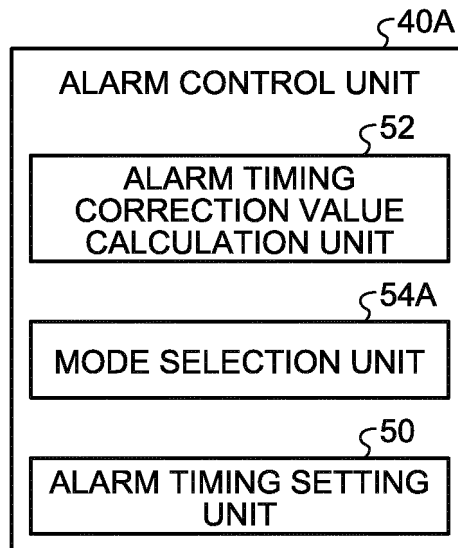 40A
ALARM CONTROL UNIT
52
ALARM TIMING
CORRECTION VALUE
CALCULATION UNIT
54A
MODE SELECTION UNIT
50
ALARM TIMING SETTING
UNIT